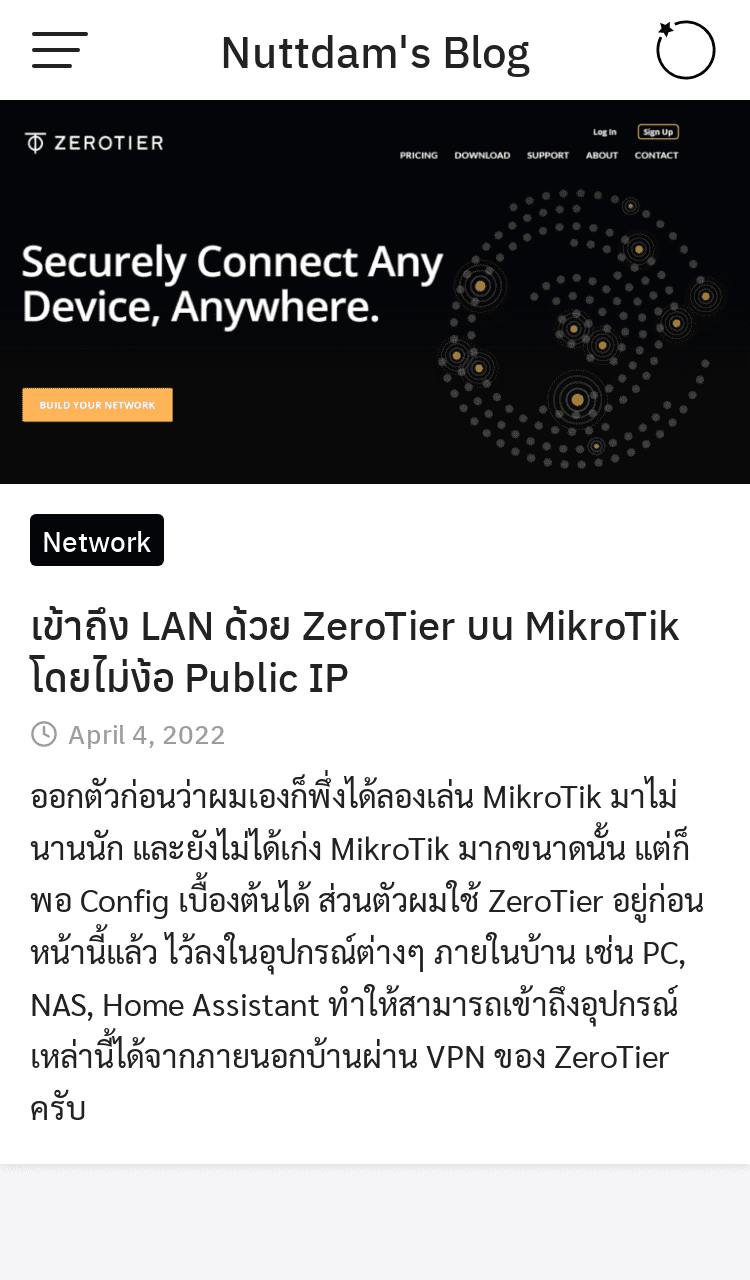 Nuttdam's Blog
ZEROTIER
Log In
Sign Up
PRICING
DOWNLOAD
SUPPORT
ABOUT
CONTACT
Securely Connect Any
Device, Anywhere.
BUILD YOUR NETWORK
Network
เข้าถึง LAN ด้วย ZeroTier บน MikroTik
โดยไม่ง้อ Public IP
April 4, 2022
ออกตัวก่อนว่าผมเองก็พึ่งได้ลองเล่น MikroTik มาไม่
นานนัก และยังไม่ได้เก่ง MikroTik มากขนาดนั้น แต่ก็
พอ Config เบื้องต้นได้ ส่วนตัวผมใช้ ZeroTier อยู่ก่อน
หน้านี้แล้ว ไว้ลงในอุปกรณ์ต่างๆ ภายในบ้าน เช่น PC,
NAS, Home Assistant ทำให้สามารถเข้าถึงอุปกรณ์
เหล่านี้ได้จากภายนอกบ้านผ่าน VPN ของ ZeroTier
ครับ